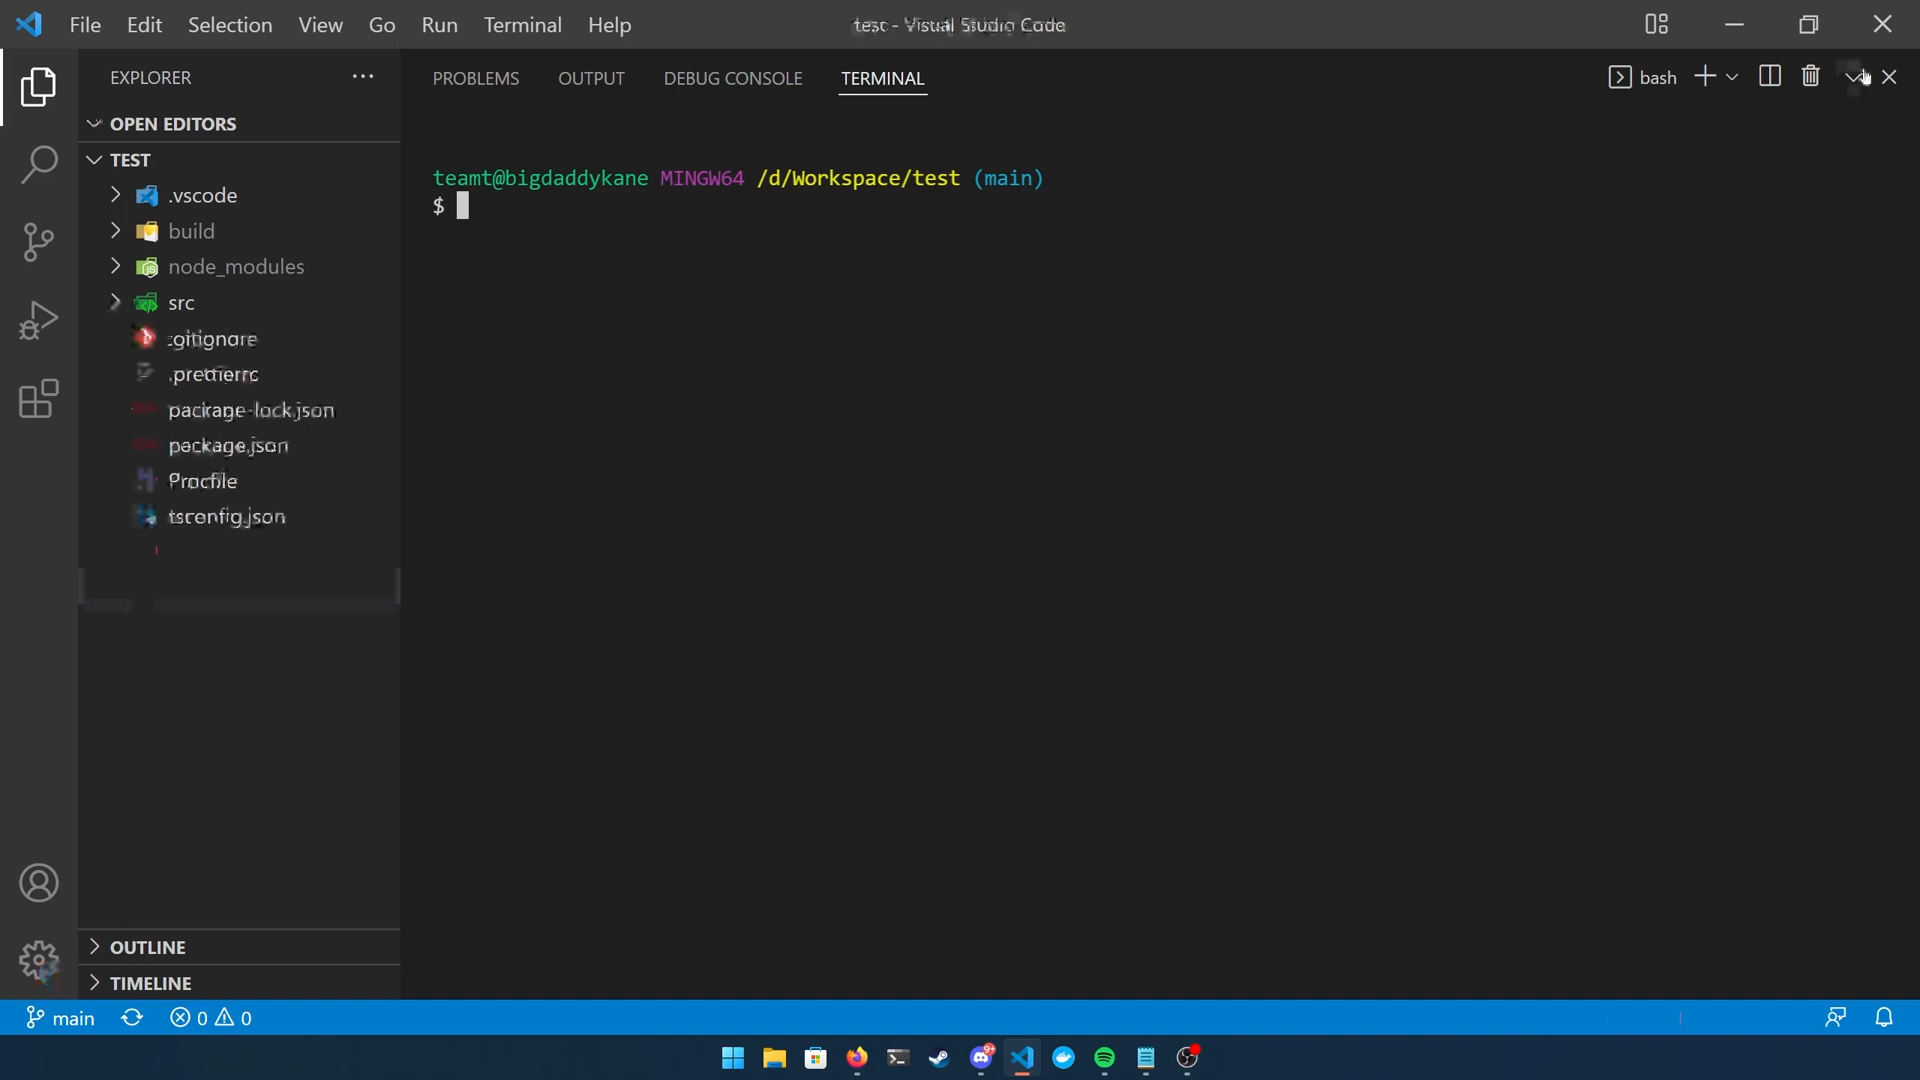 File Edit Selection View Go Run Terminal Help
test - Visual Studio Code
EXPLORER ...
PROBLEMS OUTPUT DEBUG CONSOLE TERMINAL
bash
OPEN EDITORS
TEST
.vscode
build
node_modules
src
.gitignore
.prettierrc
package-lock.json
package.json
Procfile
tsconfig.json
teamt@bigdaddykane MINGW64 /d/Workspace/test (main)
$
OUTLINE
TIMELINE
main 0 0
9+